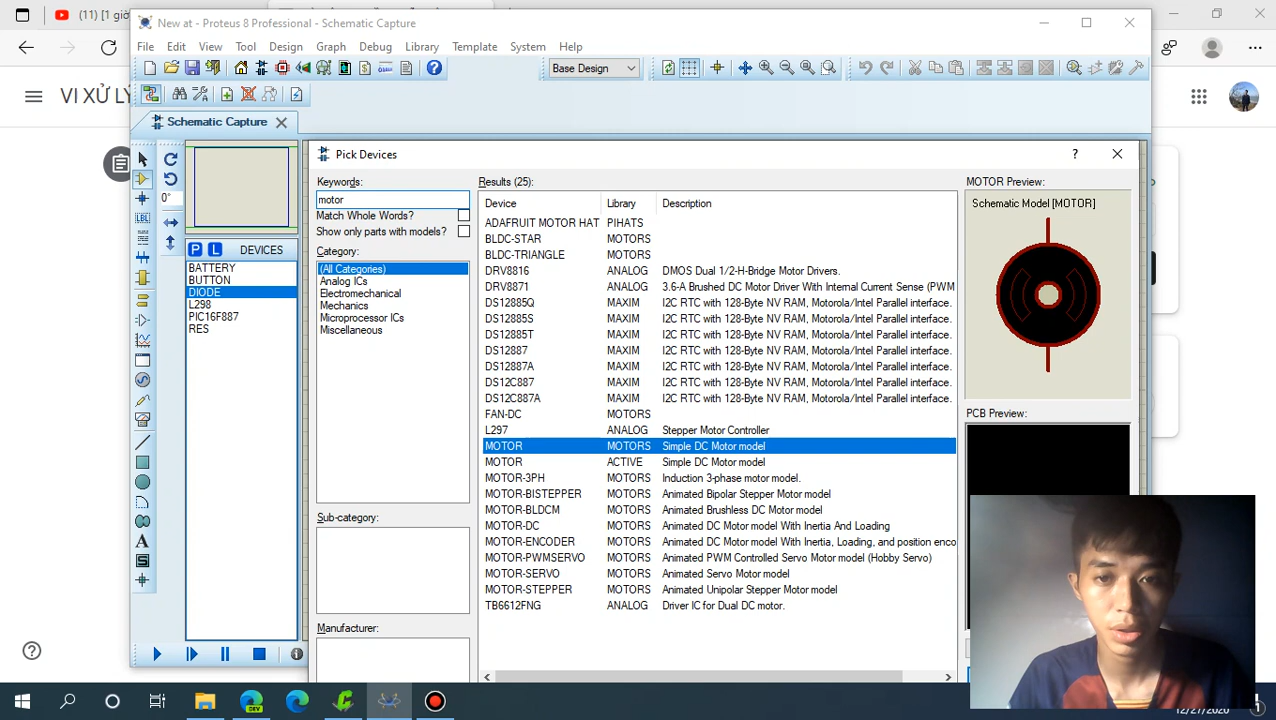 (11) [1 giờ
New at - Proteus 8 Professional - Schematic Capture
File Edit View Tool Design Graph Debug Library Template System Help
Base Design
VI XỬ LÝ
Schematic Capture
Pick Devices
?
Keywords:
motor
Match Whole Words?
Show only parts with models?
Category:
(All Categories)
Analog ICs
Electromechanical
Mechanics
Microprocessor ICs
Miscellaneous
Sub-category:
Manufacturer:
0°
LBL
P L DEVICES
BATTERY
BUTTON
DIODE
L298
PIC16F887
RES
A
Results (25):
Device Library Description
ADAFRUIT MOTOR HAT PIHATS
BLDC-STAR MOTORS
BLDC-TRIANGLE MOTORS
DRV8816 ANALOG DMOS Dual 1/2-H-Bridge Motor Drivers.
DRV8871 ANALOG 3.6-A Brushed DC Motor Driver With Internal Current Sense (PWM
DS12885Q MAXIM I2C RTC with 128-Byte NV RAM, Motorola/Intel Parallel interface.
DS12885S MAXIM I2C RTC with 128-Byte NV RAM, Motorola/Intel Parallel interface.
DS12885T MAXIM I2C RTC with 128-Byte NV RAM, Motorola/Intel Parallel interface.
DS12887 MAXIM I2C RTC with 128-Byte NV RAM, Motorola/Intel Parallel interface.
DS12887A MAXIM I2C RTC with 128-Byte NV RAM, Motorola/Intel Parallel interface.
DS12C887 MAXIM I2C RTC with 128-Byte NV RAM, Motorola/Intel Parallel interface.
DS12C887A MAXIM I2C RTC with 128-Byte NV RAM, Motorola/Intel Parallel interface.
FAN-DC MOTORS
L297 ANALOG Stepper Motor Controller
MOTOR MOTORS Simple DC Motor model
MOTOR ACTIVE Simple DC Motor model
MOTOR-3PH MOTORS Induction 3-phase motor model.
MOTOR-BISTEPPER MOTORS Animated Bipolar Stepper Motor model
MOTOR-BLDCM MOTORS Animated Brushless DC Motor model
MOTOR-DC MOTORS Animated DC Motor model With Inertia And Loading
MOTOR-ENCODER MOTORS Animated DC Motor model With Inertia, Loading, and position enco
MOTOR-PWMSERVO MOTORS Animated PWM Controlled Servo Motor model (Hobby Servo)
MOTOR-SERVO MOTORS Animated Servo Motor model
MOTOR-STEPPER MOTORS Animated Unipolar Stepper Motor model
TB6612FNG ANALOG Driver IC for Dual DC motor.
MOTOR Preview:
Schematic Model [MOTOR]
PCB Preview:
DEV
12/27/2020
1